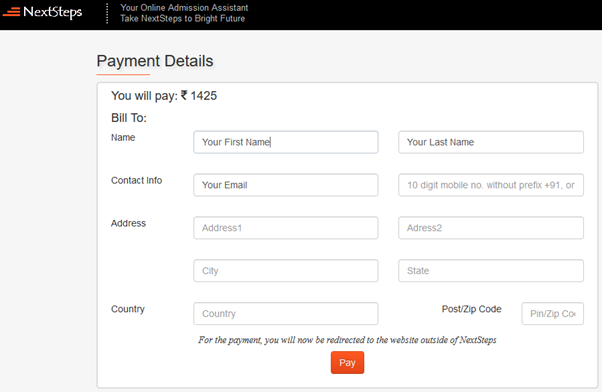 NextSteps
Your Online Admission Assistant
Take NextSteps to Bright Future
Payment Details
You will pay: ₹ 1425
Bill To:
Name
Your First Name
Your Last Name
Contact Info
Your Email
10 digit mobile no. without prefix +91, or
Address
Address1
Adress2
City
State
Country
Country
Post/Zip Code
Pin/Zip Co
For the payment, you will now be redirected to the website outside of NextSteps
Pay